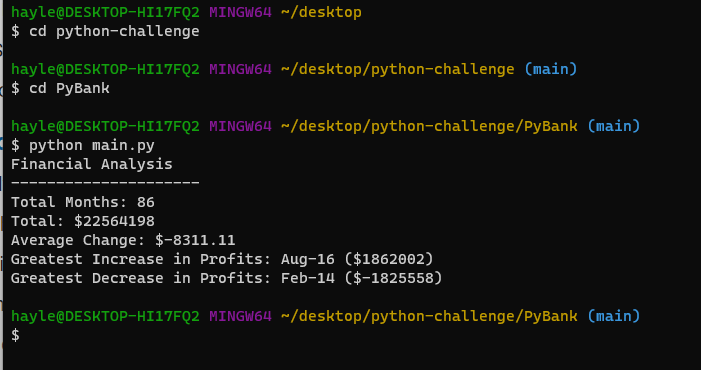 hayle@DESKTOP-HI17FQ2 MINGW64 ~/desktop
$ cd python-challenge
hayle@DESKTOP-HI17FQ2 MINGW64 ~/desktop/python-challenge (main)
$ cd PyBank
hayle@DESKTOP-HI17FQ2 MINGW64 ~/desktop/python-challenge/PyBank (main)
$ python main.py
Financial Analysis
---------------------
Total Months: 86
Total: $22564198
Average Change: $-8311.11
Greatest Increase in Profits: Aug-16 ($1862002)
Greatest Decrease in Profits: Feb-14 ($-1825558)
hayle@DESKTOP-HI17FQ2 MINGW64 ~/desktop/python-challenge/PyBank (main)
$